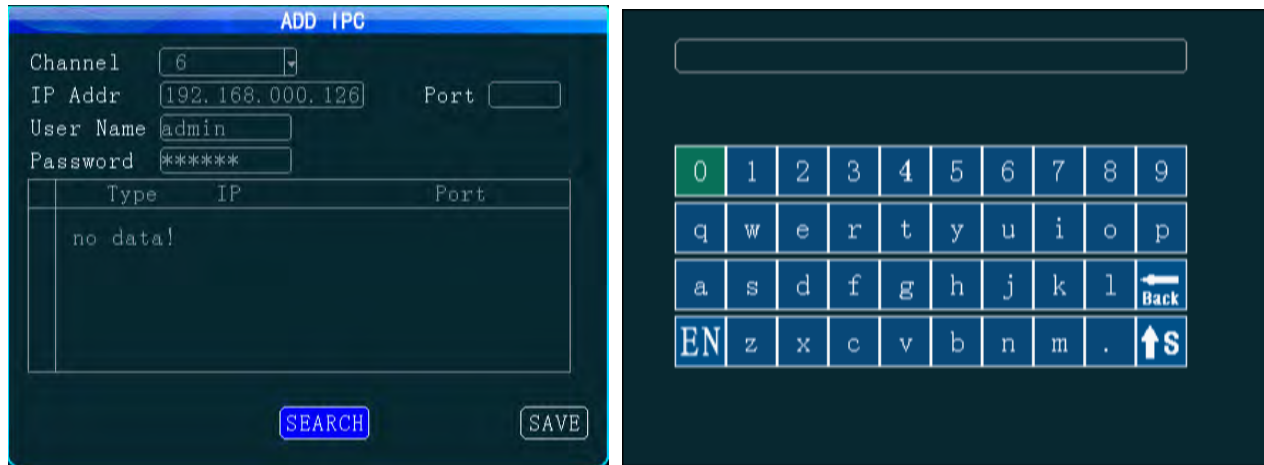 ADD IPC
Channel 6
IP Addr 192.168.000.126 Port
User Name admin
Password ******
Type IP Port
no data!
SEARCH SAVE
0 1 2 3 4 5 6 7 8 9
q w e r t y u i o p
a s d f g h j k l Back
EN z x c v b n m . S